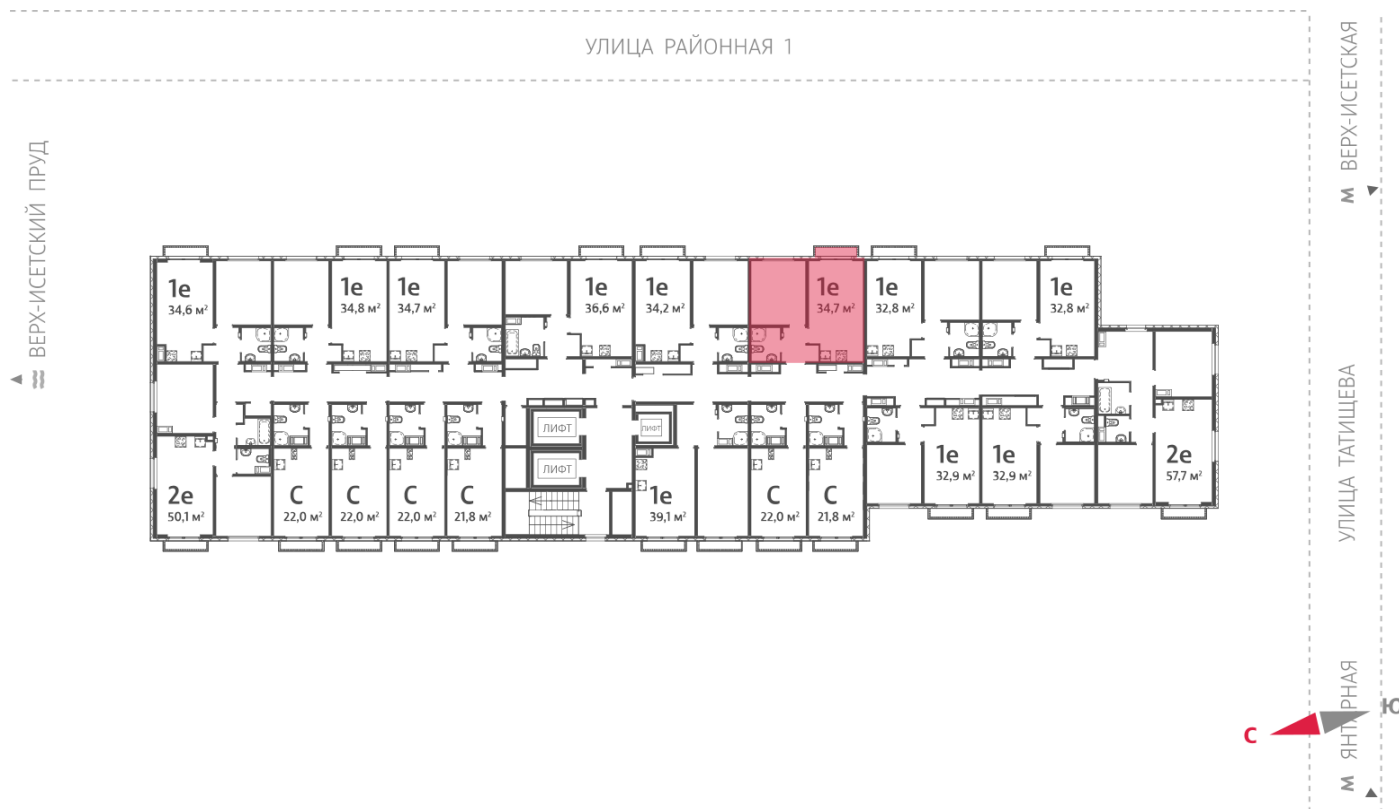 УЛИЦА РАЙОННАЯ 1
М ВЕРХ-ИСЕТСКАЯ
ВЕРХ-ИСЕТСКИЙ ПРУД
1е
34,6 м²
1е
34,8 м²
1е
34,7 м²
1е
36,6 м²
1е
34,2 м²
1е
34,7 м²
1е
32,8 м²
1е
32,8 м²
УЛИЦА ТАТИЩЕВА
ЛИФТ
ЛИФТ
ЛИФТ
2е
50,1 м²
С
22,0 м²
С
22,0 м²
С
22,0 м²
С
21,8 м²
1е
39,1 м²
С
22,0 м²
С
21,8 м²
1е
32,9 м²
1е
32,9 м²
2е
57,7 м²
М ЯНТАРНАЯ
С
Ю